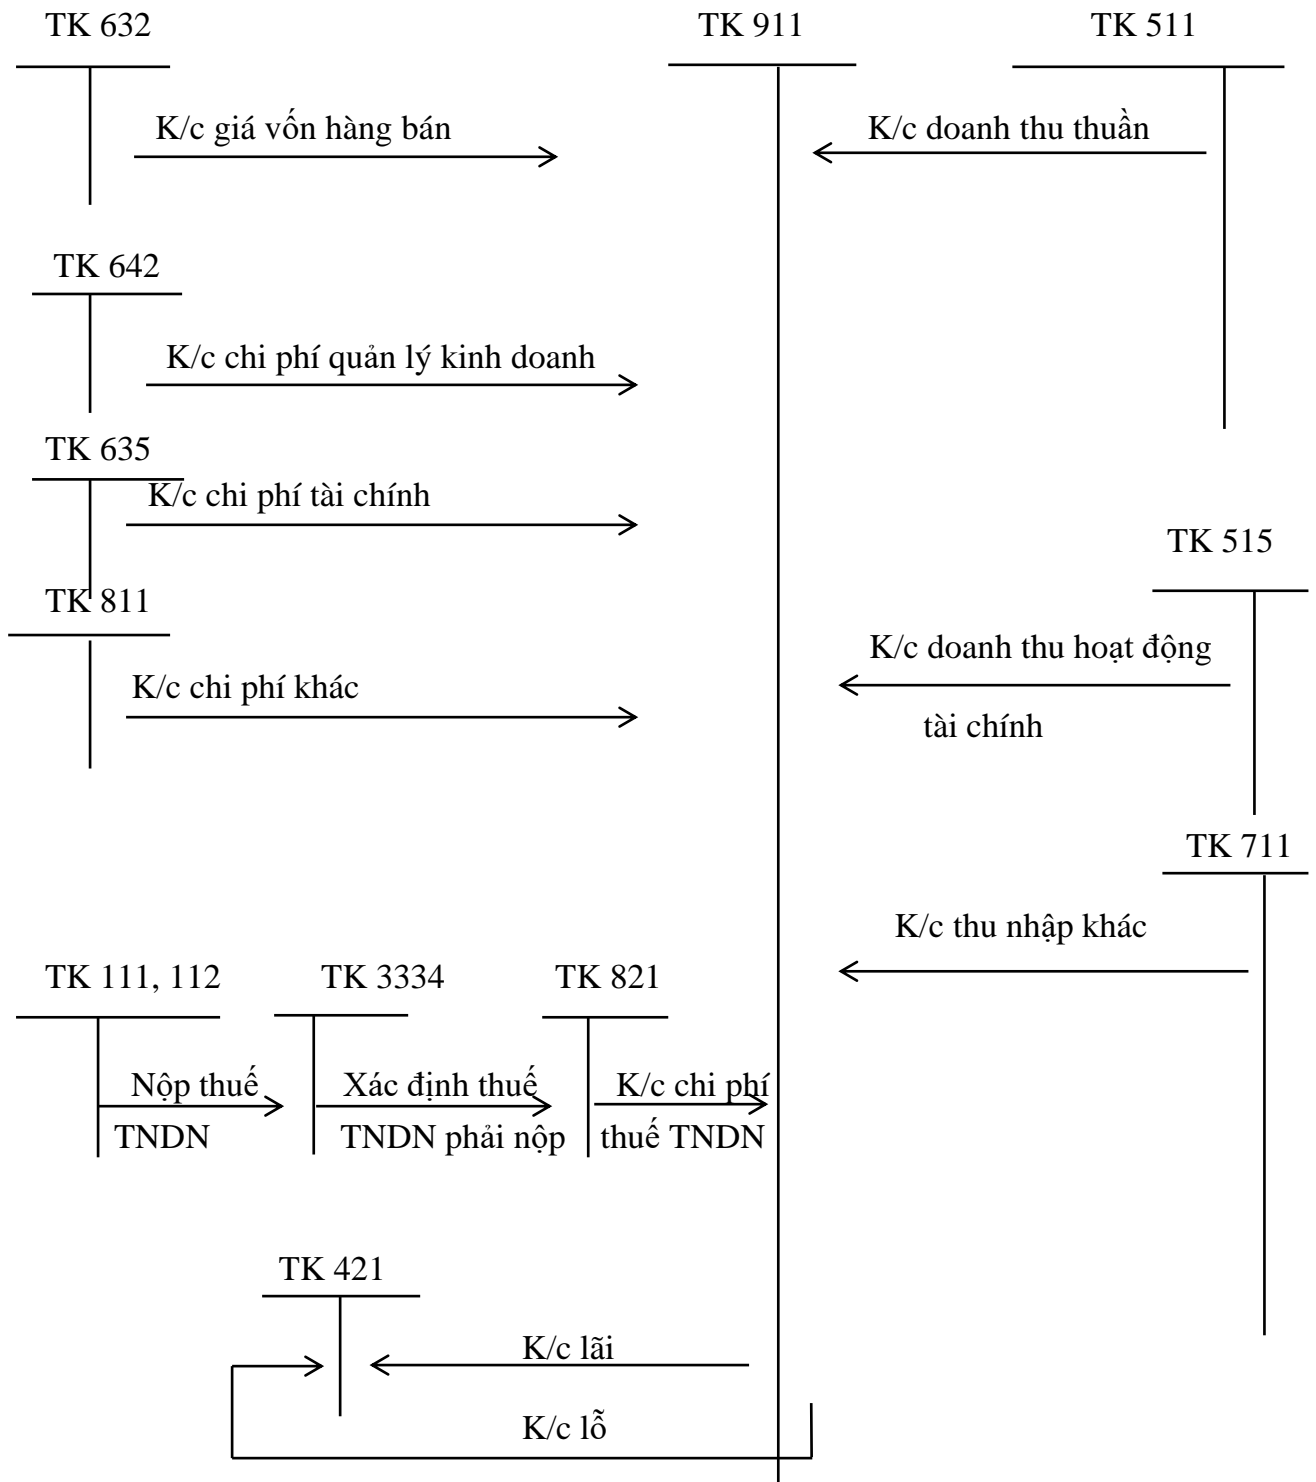 TK 632
TK 911
TK 511
K/c giá vốn hàng bán
K/c doanh thu thuần
TK 642
K/c chi phí quản lý kinh doanh
TK 635
K/c chi phí tài chính
TK 515
TK 811
K/c doanh thu hoạt động
tài chính
K/c chi phí khác
TK 711
K/c thu nhập khác
TK 111, 112
TK 3334
TK 821
Nộp thuế
TNDN
Xác định thuế
TNDN phải nộp
K/c chi phí
thuế TNDN
TK 421
K/c lãi
K/c lỗ